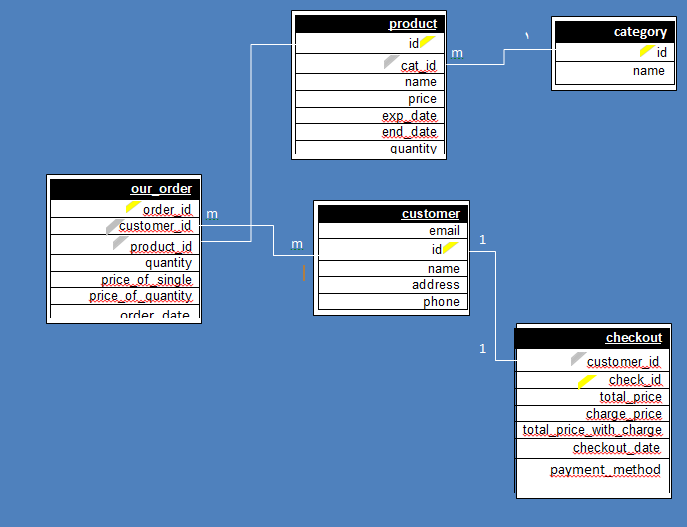 product
id
cat_id
name
price
exp_date
end_date
quantity
m
category
id
name
our_order
order_id
customer_id
product_id
quantity
price_of_single
price_of_quantity
order_date
m
m
customer
email
id
name
address
phone
1
1
checkout
customer_id
check_id
total_price
charge_price
total_price_with_charge
checkout_date
payment_method